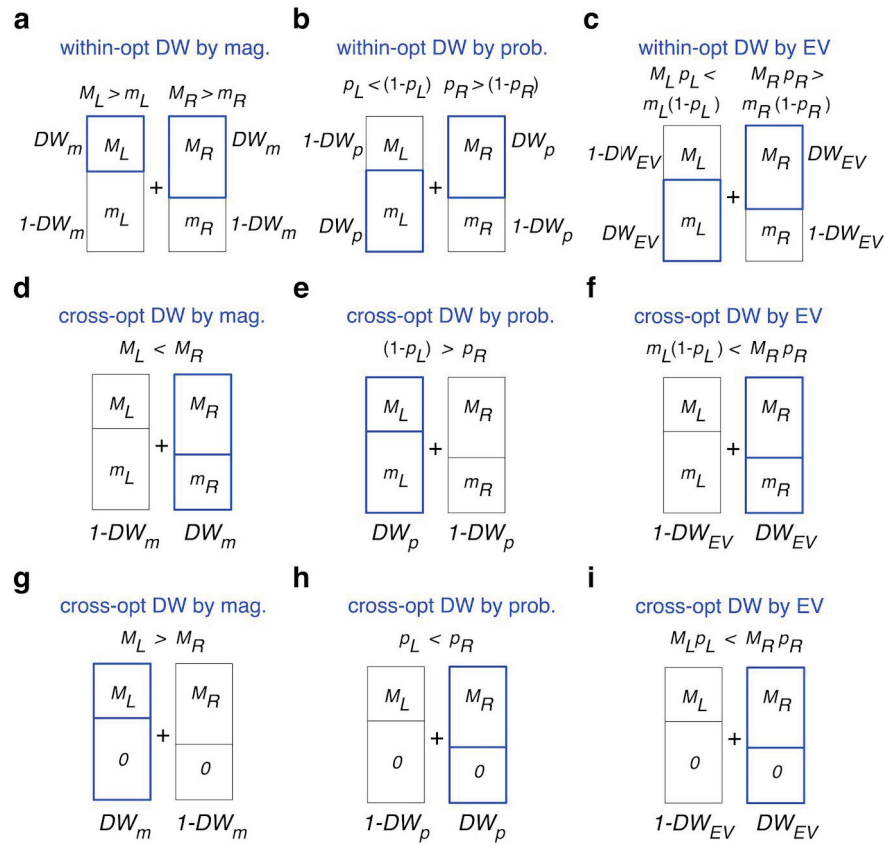 a
within-opt DW by mag.
M_L > m_L M_R > m_R
DW_m M_L M_R DW_m
+
1-DW_m m_L m_R 1-DW_m
b
within-opt DW by prob.
p_L < (1-p_L) p_R > (1-p_R)
1-DW_p M_L M_R DW_p
+
DW_p m_L m_R 1-DW_p
c
within-opt DW by EV
M_L p_L < M_R p_R >
m_L (1-p_L) m_R (1-p_R)
1-DW_EV M_L M_R DW_EV
+
DW_EV m_L m_R 1-DW_EV
d
cross-opt DW by mag.
M_L < M_R
M_L M_R
+
m_L m_R
1-DW_m DW_m
e
cross-opt DW by prob.
(1-p_L) > p_R
M_L M_R
+
m_L m_R
DW_p 1-DW_p
f
cross-opt DW by EV
m_L (1-p_L) < M_R p_R
M_L M_R
+
m_L m_R
1-DW_EV DW_EV
g
cross-opt DW by mag.
M_L > M_R
M_L M_R
+
0 0
DW_m 1-DW_m
h
cross-opt DW by prob.
p_L < p_R
M_L M_R
+
0 0
1-DW_p DW_p
i
cross-opt DW by EV
M_L p_L < M_R p_R
M_L M_R
+
0 0
1-DW_EV DW_EV